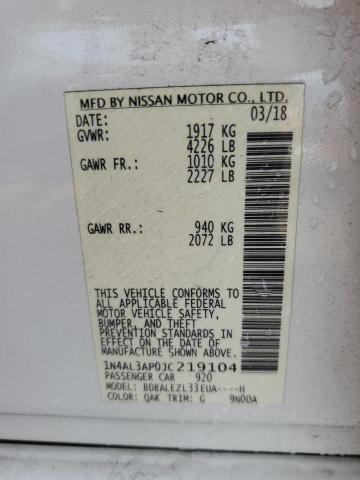 MFD BY NISSAN MOTOR CO., LTD.
DATE: 03/18
GVWR: 1917 KG
4226 LB
GAWR FR.: 1010 KG
2227 LB
GAWR RR.: 940 KG
2072 LB
THIS VEHICLE CONFORMS TO
ALL APPLICABLE FEDERAL
MOTOR VEHICLE SAFETY,
BUMPER, AND THEFT
PREVENTION STANDARDS IN
EFFECT ON THE DATE OF
MANUFACTURE SHOWN ABOVE.
1N4AL3AP0JC219104
PASSENGER CAR 920
MODEL: BDBALEZL33EUA----H
COLOR: QAK TRIM: G 9N00A